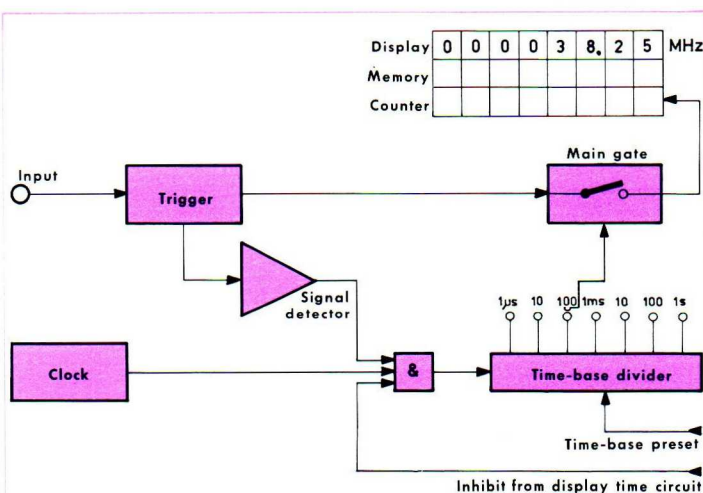 Display 0 0 0 0 3 8. 2 5 MHz
Memory
Counter
Input
Main gate
Trigger
Signal
detector
1µs 10 100 1ms 10 100 1s
Clock
&
Time-base divider
Time-base preset
Inhibit from display time circuit